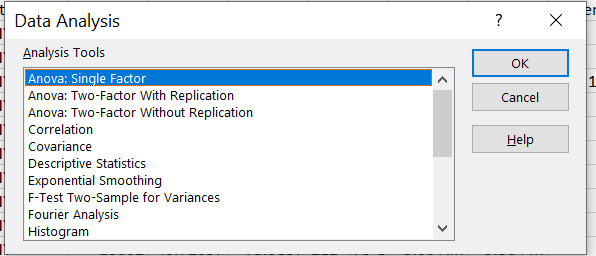 Data Analysis
?
Analysis Tools
Anova: Single Factor
Anova: Two-Factor With Replication
Anova: Two-Factor Without Replication
Correlation
Covariance
Descriptive Statistics
Exponential Smoothing
F-Test Two-Sample for Variances
Fourier Analysis
Histogram
OK
Cancel
Help